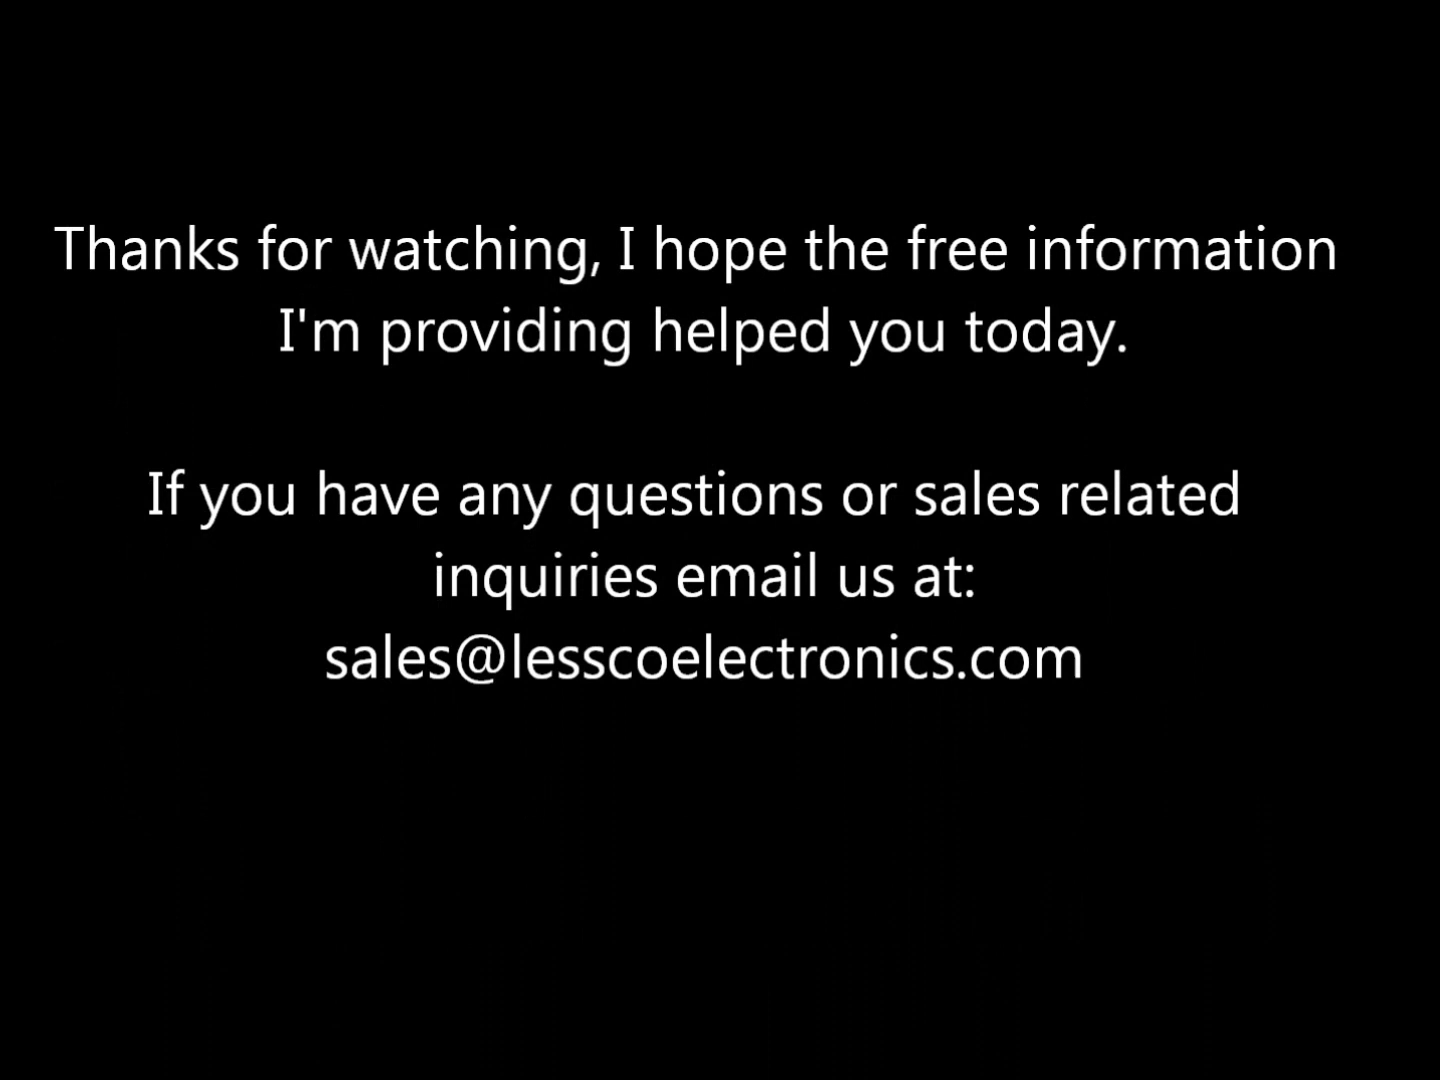 Thanks for watching, I hope the free information
I'm providing helped you today.
If you have any questions or sales related
inquiries email us at:
sales@lesscoelectronics.com